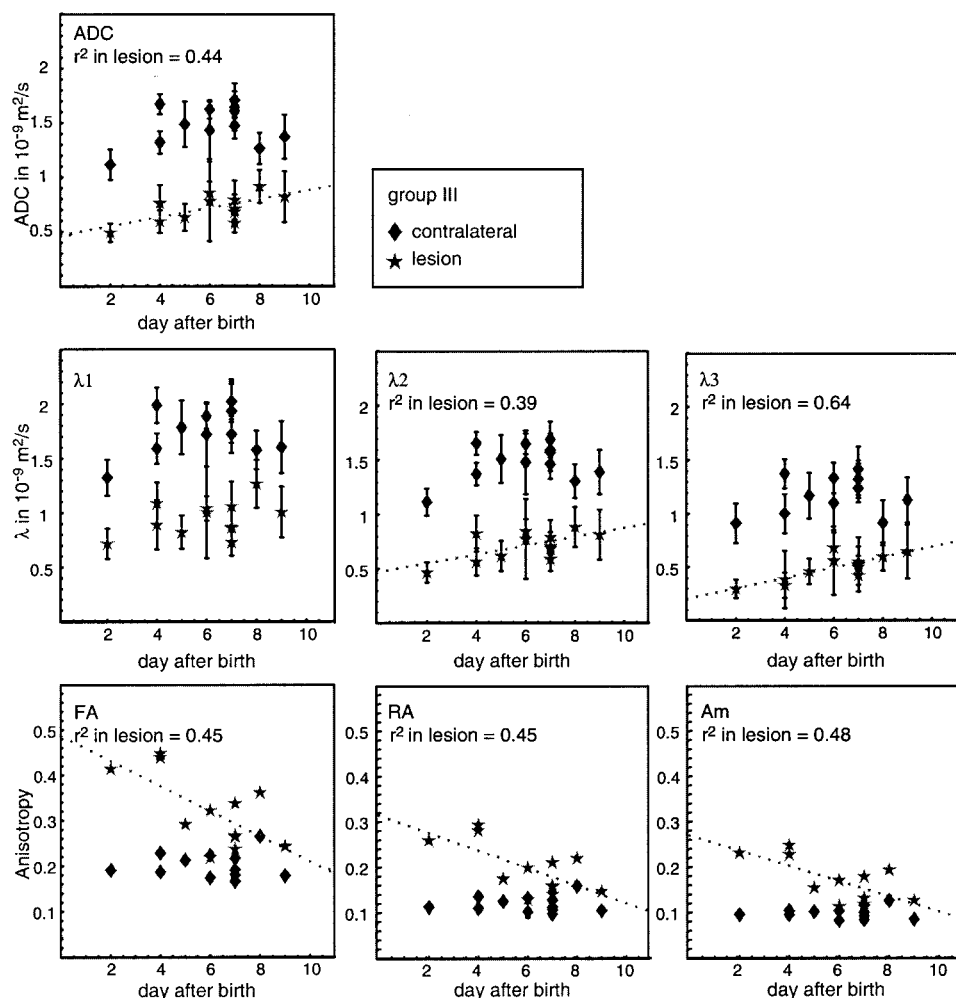 ADC
r² in lesion = 0.44
2
1.5
1
0.5
ADC in 10⁻⁹ m²/s
2 4 6 8 10
day after birth
group III
contralateral
lesion
λ1
2
1.5
1
0.5
λ in 10⁻⁹ m²/s
2 4 6 8 10
day after birth
λ2
r² in lesion = 0.39
2
1.5
1
0.5
2 4 6 8 10
day after birth
λ3
r² in lesion = 0.64
2
1.5
1
0.5
2 4 6 8 10
day after birth
FA
r² in lesion = 0.45
0.5
0.4
0.3
0.2
0.1
Anisotropy
2 4 6 8 10
day after birth
RA
r² in lesion = 0.45
0.5
0.4
0.3
0.2
0.1
2 4 6 8 10
day after birth
Am
r² in lesion = 0.48
0.5
0.4
0.3
0.2
0.1
2 4 6 8 10
day after birth